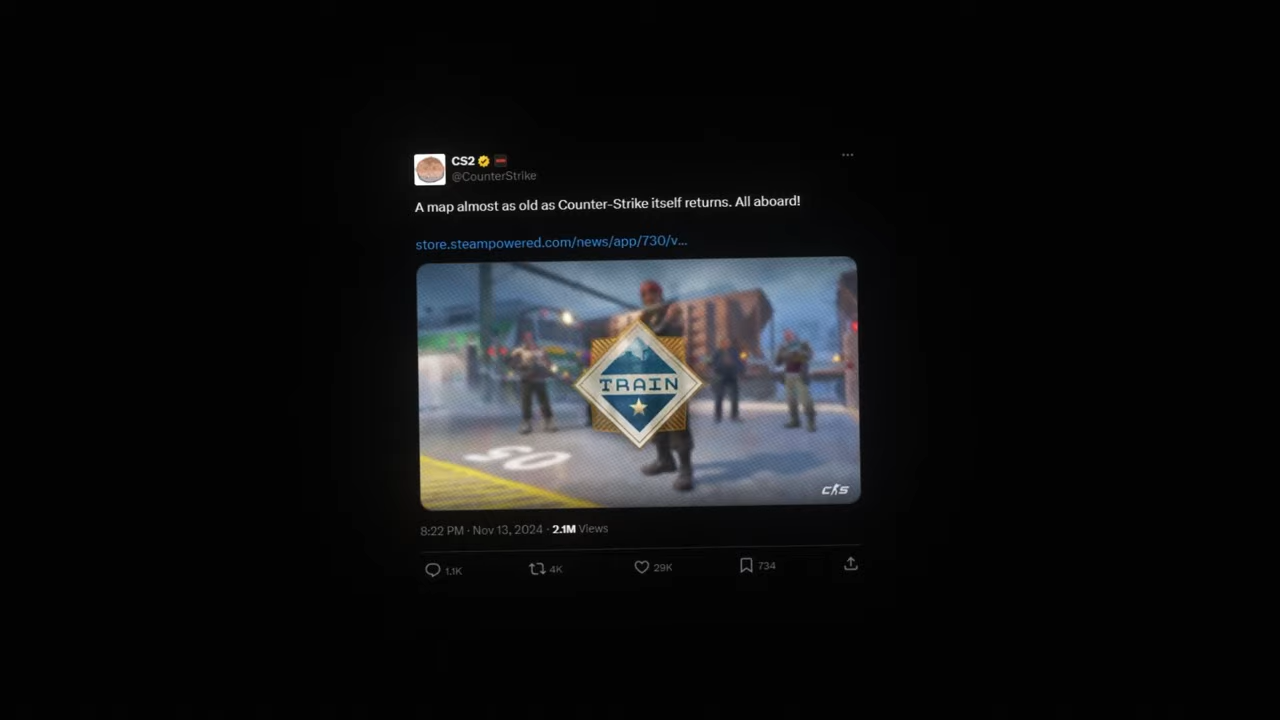 CS2
@CounterStrike
A map almost as old as Counter-Strike itself returns. All aboard!
store.steampowered.com/news/app/730/v...
TRAIN
50
CS
8:22 PM · Nov 13, 2024 · 2.1M Views
1.1K 4K 29K 734